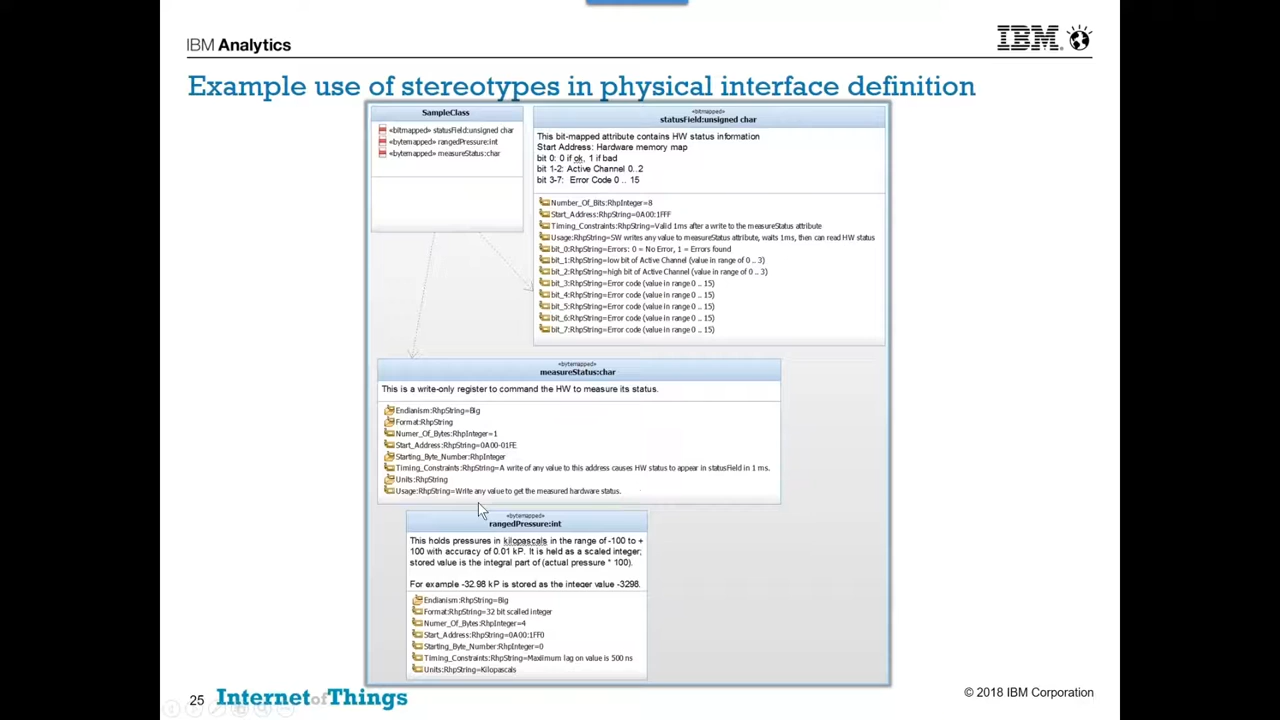 IBM Analytics
IBM
Example use of stereotypes in physical interface definition
SampleClass
«bitmapped» statusField:unsigned char
«bytemapped» rangedPressure:int
«bytemapped» measureStatus:char
«bitmapped»
statusField:unsigned char
This bit-mapped attribute contains HW status information
Start Address: Hardware memory map
bit 0: 0 if ok, 1 if bad
bit 1-2: Active Channel 0..2
bit 3-7: Error Code 0 .. 15
Number_Of_Bits:RhpInteger=8
Start_Address:RhpString=0A00:1FFF
Timing_Constraints:RhpString=Valid 1ms after a write to the measureStatus attribute
Usage:RhpString=SW writes any value to measureStatus attribute, waits 1ms, then can read HW status
bit_0:RhpString=Errors: 0 = No Error, 1 = Errors found
bit_1:RhpString=low bit of Active Channel (value in range of 0 .. 3)
bit_2:RhpString=high bit of Active Channel (value in range of 0 .. 3)
bit_3:RhpString=Error code (value in range 0 .. 15)
bit_4:RhpString=Error code (value in range 0 .. 15)
bit_5:RhpString=Error code (value in range 0 .. 15)
bit_6:RhpString=Error code (value in range 0 .. 15)
bit_7:RhpString=Error code (value in range 0 .. 15)
«bytemapped»
measureStatus:char
This is a write-only register to command the HW to measure its status.
Endianism:RhpString=Big
Format:RhpString
Numer_Of_Bytes:RhpInteger=1
Start_Address:RhpString=0A00-01FE
Starting_Byte_Number:RhpInteger
Timing_Constraints:RhpString=A write of any value to this address causes HW status to appear in statusField in 1 ms.
Units:RhpString
Usage:RhpString=Write any value to get the measured hardware status.
«bytemapped»
rangedPressure:int
This holds pressures in kilopascals in the range of -100 to +
100 with accuracy of 0.01 kP. It is held as a scaled integer;
stored value is the integral part of (actual pressure * 100).
For example -32.98 kP is stored as the integer value -3298.
Endianism:RhpString=Big
Format:RhpString=32 bit scalled integer
Numer_Of_Bytes:RhpInteger=4
Start_Address:RhpString=0A00:1FF0
Starting_Byte_Number:RhpInteger=0
Timing_Constraints:RhpString=Maximum lag on value is 500 ns
Units:RhpString=Kilopascals
25
Internet of Things
© 2018 IBM Corporation